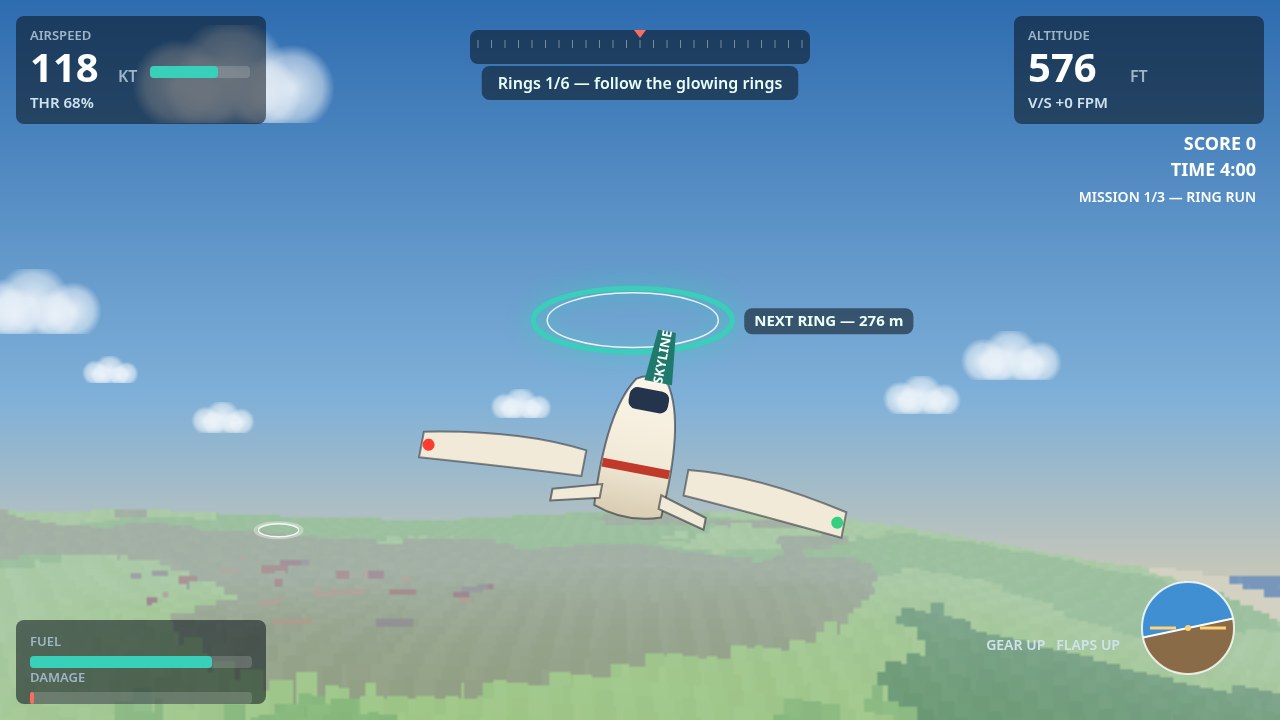 AIRSPEED
118 KT
THR 68%
Rings 1/6 — follow the glowing rings
ALTITUDE
576 FT
V/S +0 FPM
SCORE 0
TIME 4:00
MISSION 1/3 — RING RUN
NEXT RING — 276 m
SKYLINE
FUEL
DAMAGE
GEAR UP FLAPS UP